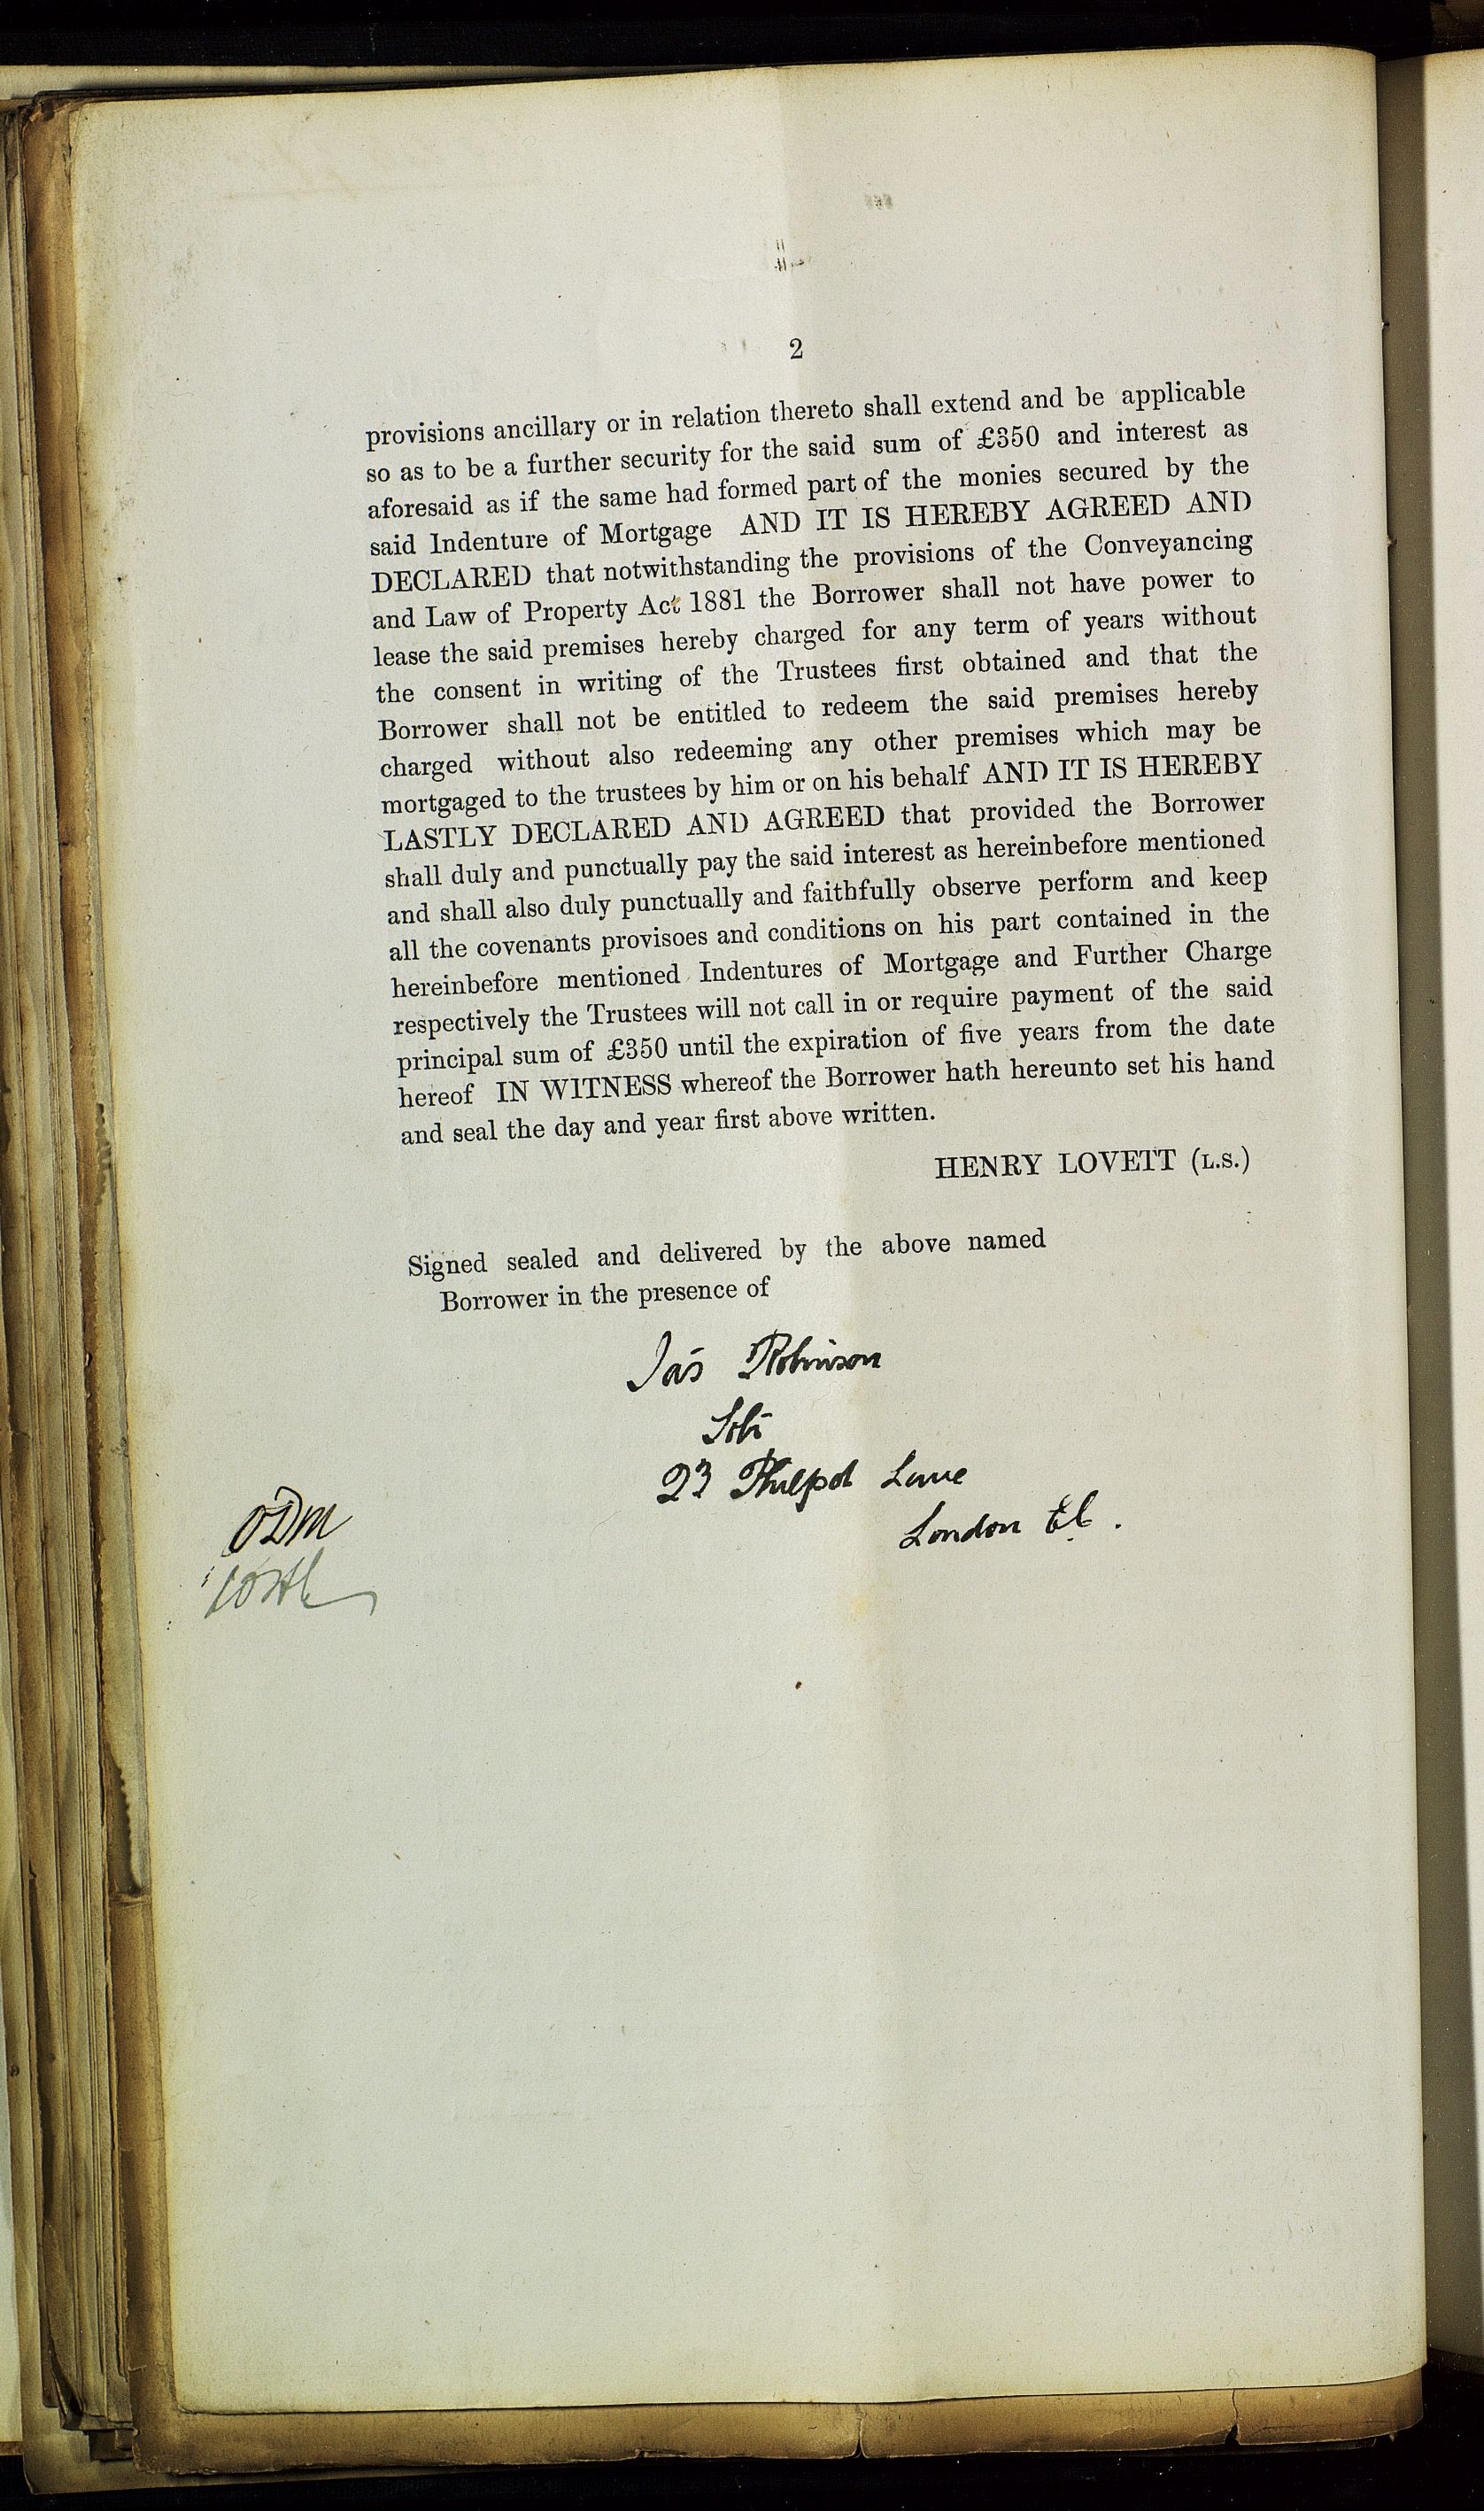 2
provisions ancillary or in relation thereto shall extend and be applicable
so as to be a further security for the said sum of £350 and interest as
aforesaid as if the same had formed part of the monies secured by the
said Indenture of Mortgage AND IT IS HEREBY AGREED AND
DECLARED that notwithstanding the provisions of the Conveyancing
and Law of Property Act 1881 the Borrower shall not have power to
lease the said premises hereby charged for any term of years without
the consent in writing of the Trustees first obtained and that the
Borrower shall not be entitled to redeem the said premises hereby
charged without also redeeming any other premises which may be
mortgaged to the trustees by him or on his behalf AND IT IS HEREBY
LASTLY DECLARED AND AGREED that provided the Borrower
shall duly and punctually pay the said interest as hereinbefore mentioned
and shall also duly punctually and faithfully observe perform and keep
all the covenants provisoes and conditions on his part contained in the
hereinbefore mentioned Indentures of Mortgage and Further Charge
respectively the Trustees will not call in or require payment of the said
principal sum of £350 until the expiration of five years from the date
hereof IN WITNESS whereof the Borrower hath hereunto set his hand
and seal the day and year first above written.
HENRY LOVETT (L.S.)
Signed sealed and delivered by the above named
Borrower in the presence of
Jas Robinson
23 Philpot Lane
London EC.
ODM